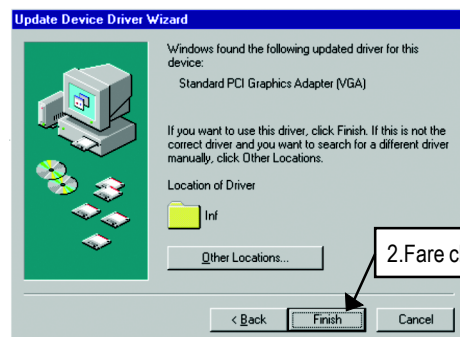 Update Device Driver Wizard
Windows found the following updated driver for this
device:
Standard PCI Graphics Adapter (VGA)
If you want to use this driver, click Finish. If this is not the
correct driver and you want to search for a different driver
manually, click Other Locations.
Location of Driver
Inf
Other Locations...
2.Fare c
< Back
Finish
Cancel